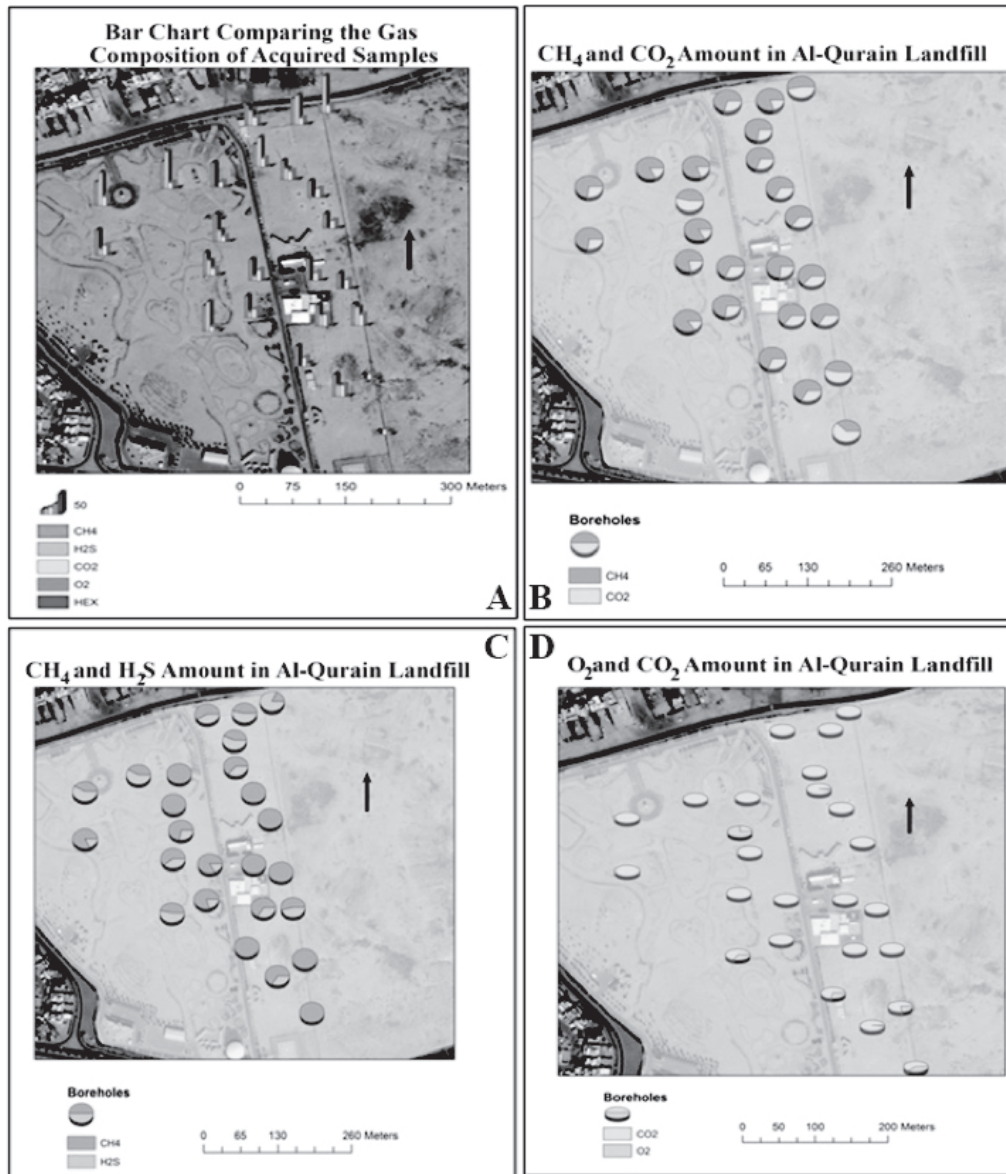 Bar Chart Comparing the Gas
Composition of Acquired Samples
0 75 150 300 Meters
50
CH4
H2S
CO2
O2
HEX
A
CH₄ and CO₂ Amount in Al-Qurain Landfill
Boreholes
CH4
CO2
0 65 130 260 Meters
B
C
CH₄ and H₂S Amount in Al-Qurain Landfill
Boreholes
CH4
H2S
0 65 130 260 Meters
D
O₂and CO₂ Amount in Al-Qurain Landfill
Boreholes
CO2
O2
0 50 100 200 Meters